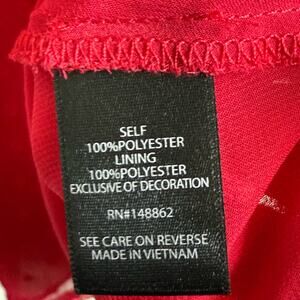 SELF
100%POLYESTER
LINING
100%POLYESTER
EXCLUSIVE OF DECORATION
RN#148862
SEE CARE ON REVERSE
MADE IN VIETNAM